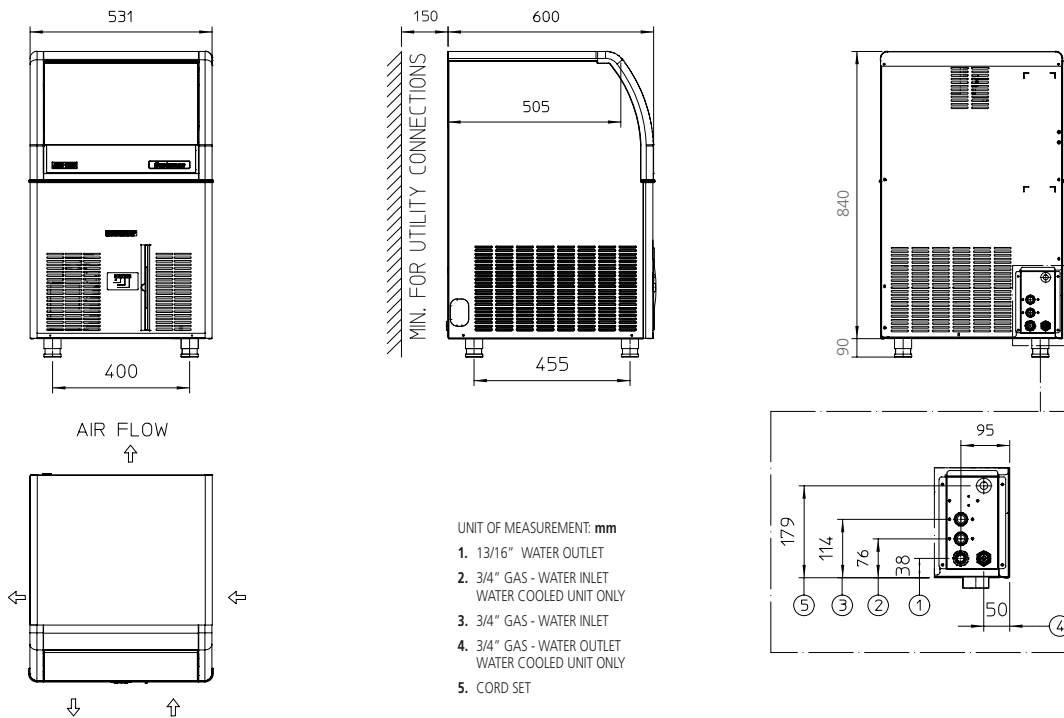 531
150
600
MIN. FOR UTILITY CONNECTIONS
505
840
90
400
455
AIR FLOW
95
179
114
76
38
50
5
3
2
1
4
UNIT OF MEASUREMENT: mm
1. 13/16" WATER OUTLET
2. 3/4" GAS - WATER INLET
WATER COOLED UNIT ONLY
3. 3/4" GAS - WATER INLET
4. 3/4" GAS - WATER OUTLET
WATER COOLED UNIT ONLY
5. CORD SET